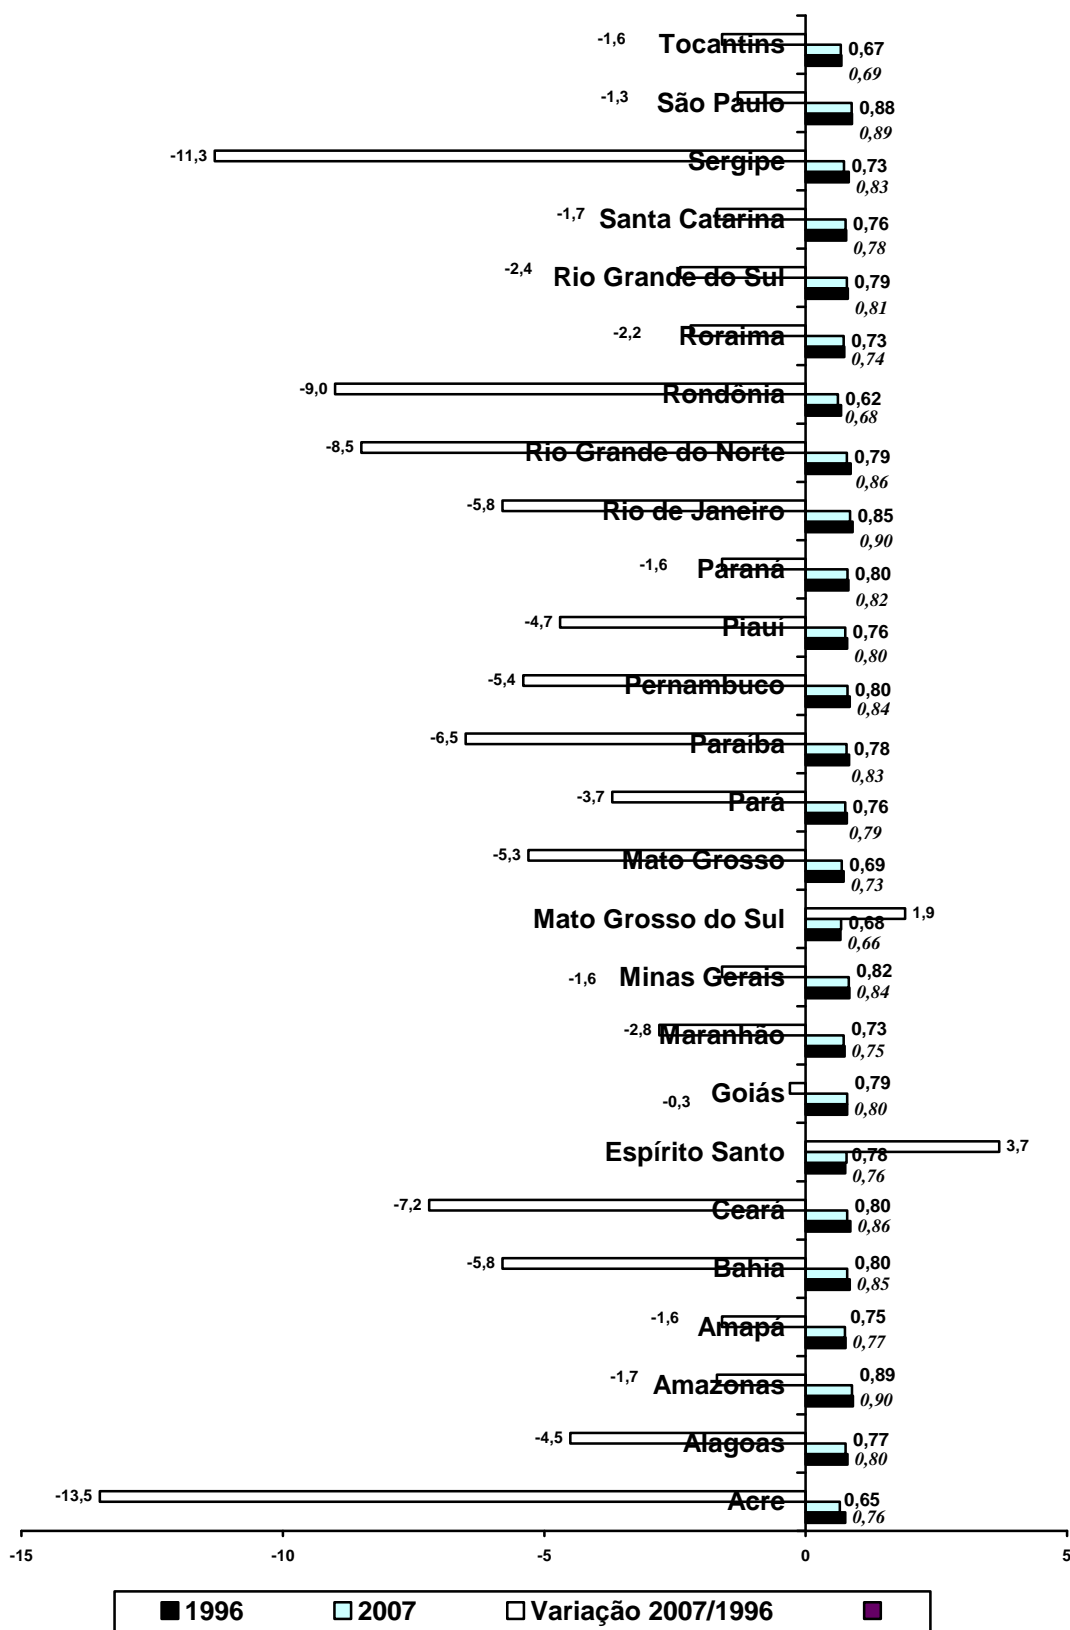 -1,6 Tocantins 0,67
0,69
-1,3 São Paulo 0,88
0,89
-11,3 Sergipe 0,73
0,83
-1,7 Santa Catarina 0,76
0,78
-2,4 Rio Grande do Sul 0,79
0,81
-2,2 Roraima 0,73
0,74
-9,0 Rondônia 0,62
0,68
-8,5 Rio Grande do Norte 0,79
0,86
-5,8 Rio de Janeiro 0,85
0,90
-1,6 Paraná 0,80
0,82
-4,7 Piauí 0,76
0,80
-5,4 Pernambuco 0,80
0,84
-6,5 Paraíba 0,78
0,83
-3,7 Pará 0,76
0,79
-5,3 Mato Grosso 0,69
0,73
1,9
Mato Grosso do Sul 0,68
0,66
-1,6 Minas Gerais 0,82
0,84
-2,8 Maranhão 0,73
0,75
-0,3 Goiás 0,79
0,80
3,7
Espírito Santo 0,78
0,76
-7,2 Ceará 0,80
0,86
-5,8 Bahia 0,80
0,85
-1,6 Amapá 0,75
0,77
-1,7 Amazonas 0,89
0,90
-4,5 Alagoas 0,77
0,80
-13,5 Acre 0,65
0,76
-15 -10 -5 0 5
1996 2007 Variação 2007/1996